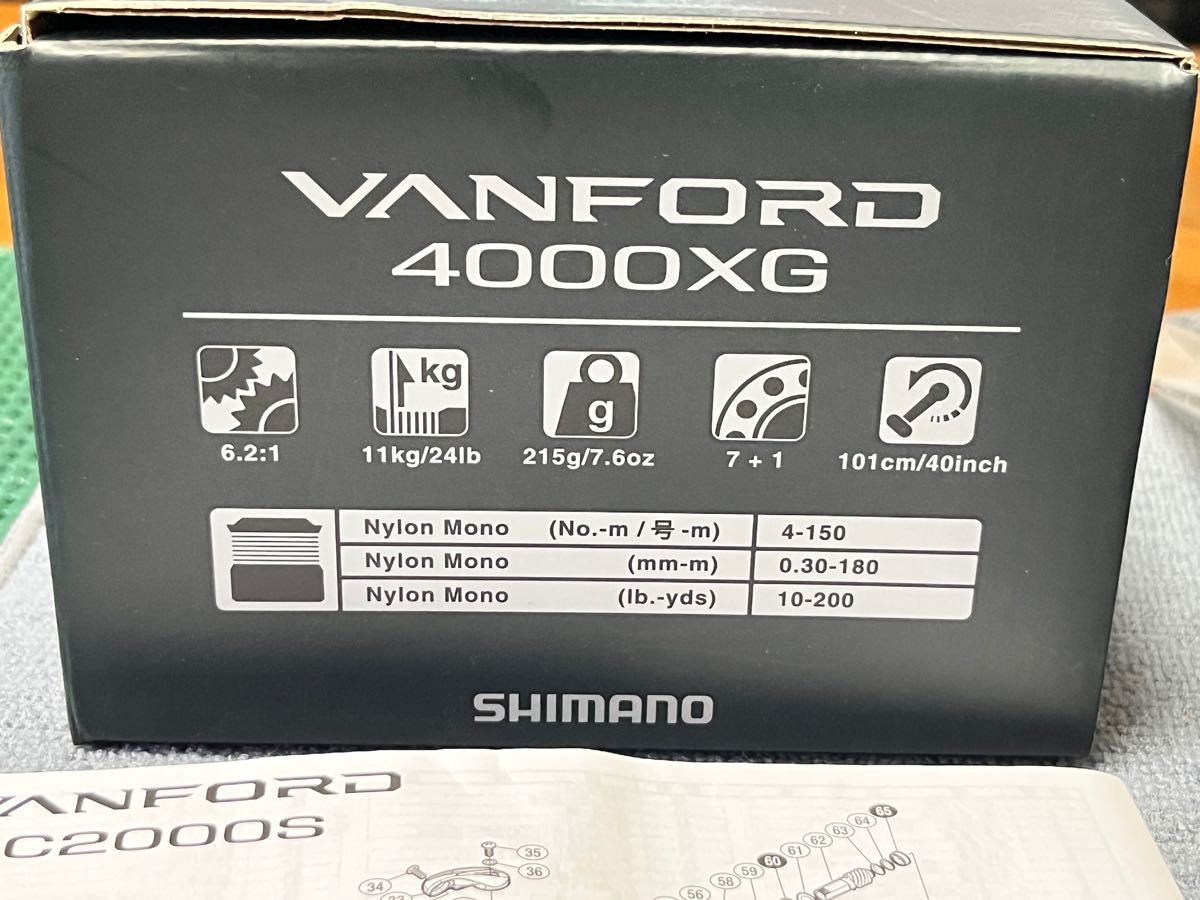 VANFORD
4000XG
kg
g
6.2:1
11kg/24lb
215g/7.6oz
7 + 1
101cm/40inch
Nylon Mono (No.-m / 号 -m) 4-150
Nylon Mono (mm-m) 0.30-180
Nylon Mono (lb.-yds) 10-200
SHIMANO
VANFORD
C2000S
35
36
34
56
58
59
60
61
62
63
64
65